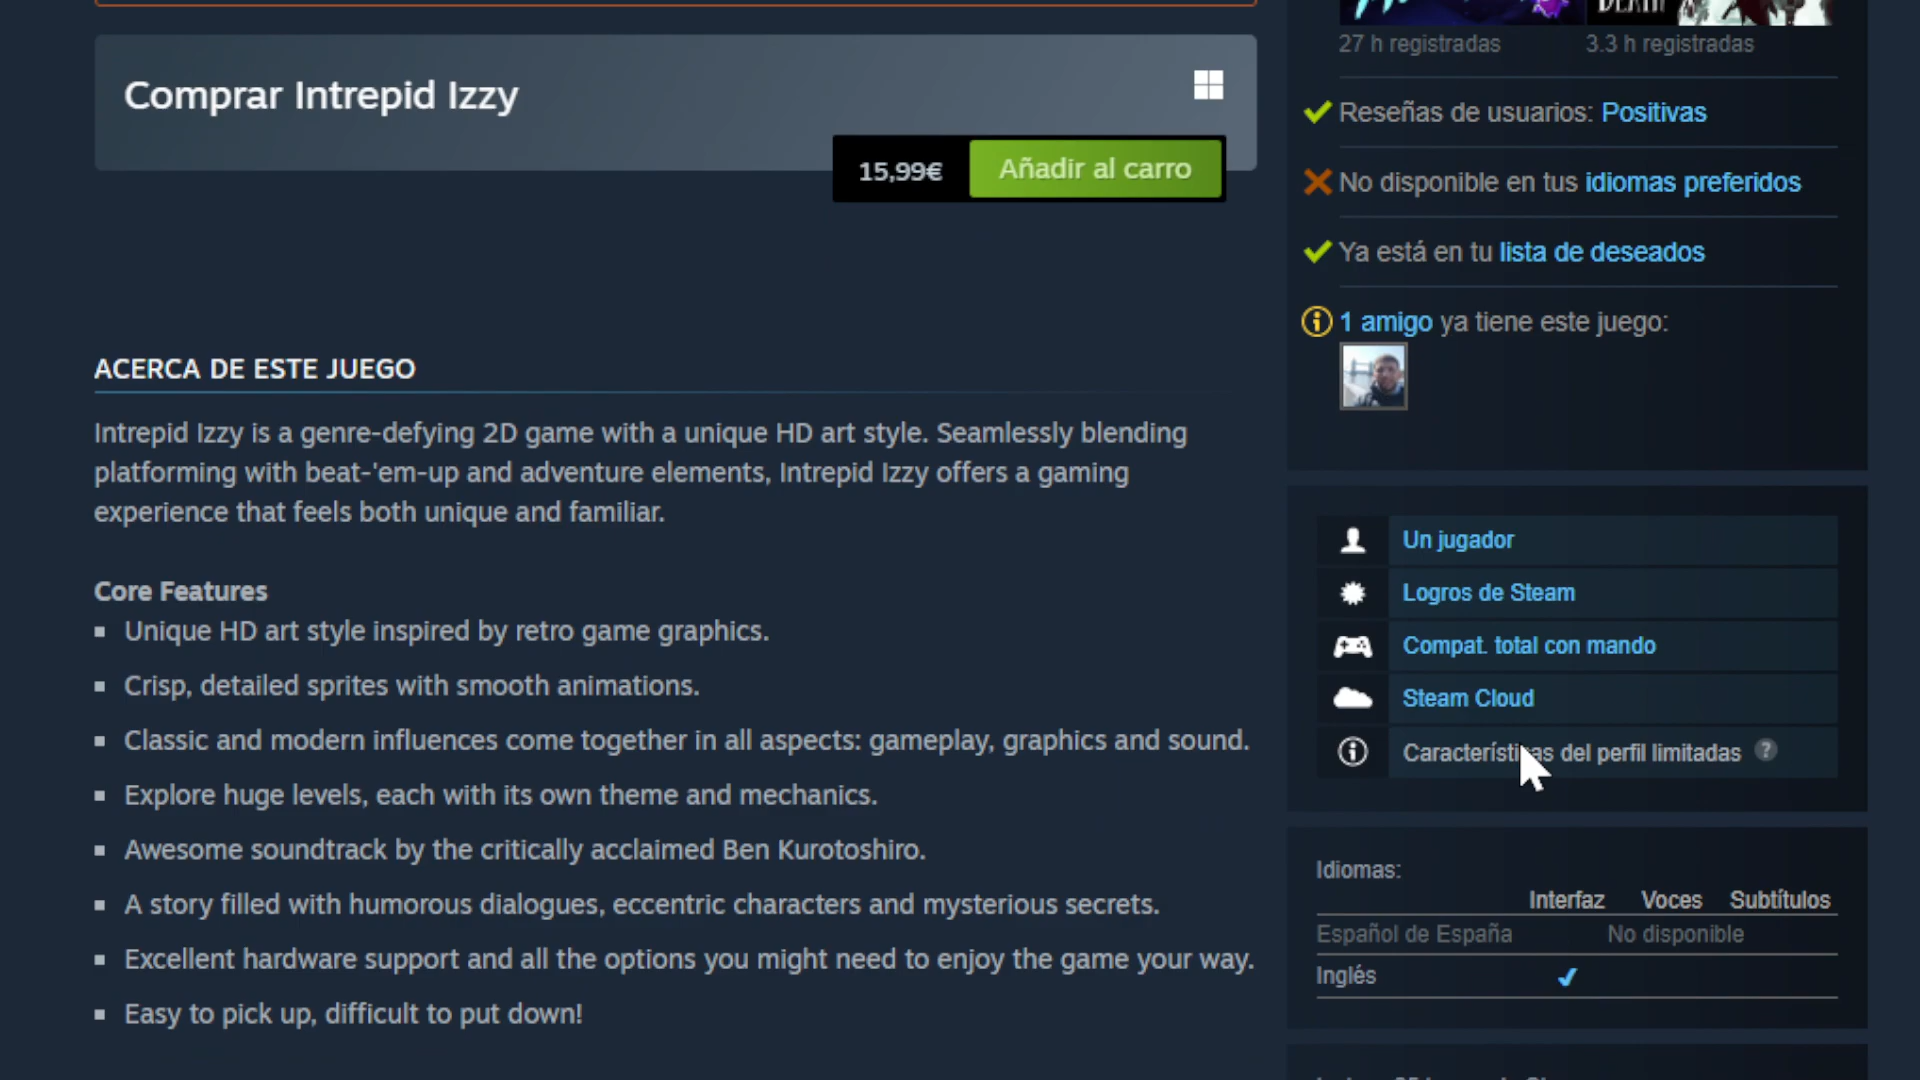 DEATH
27 h registradas
3.3 h registradas
Comprar Intrepid Izzy
15,99€
Añadir al carro
Reseñas de usuarios: Positivas
No disponible en tus idiomas preferidos
Ya está en tu lista de deseados
1 amigo ya tiene este juego:
ACERCA DE ESTE JUEGO
Intrepid Izzy is a genre-defying 2D game with a unique HD art style. Seamlessly blending
platforming with beat-'em-up and adventure elements, Intrepid Izzy offers a gaming
experience that feels both unique and familiar.
Core Features
Unique HD art style inspired by retro game graphics.
Crisp, detailed sprites with smooth animations.
Classic and modern influences come together in all aspects: gameplay, graphics and sound.
Explore huge levels, each with its own theme and mechanics.
Awesome soundtrack by the critically acclaimed Ben Kurotoshiro.
A story filled with humorous dialogues, eccentric characters and mysterious secrets.
Excellent hardware support and all the options you might need to enjoy the game your way.
Easy to pick up, difficult to put down!
Un jugador
Logros de Steam
Compat. total con mando
Steam Cloud
Características del perfil limitadas ?
Idiomas:
Interfaz Voces Subtítulos
Español de España No disponible
Inglés